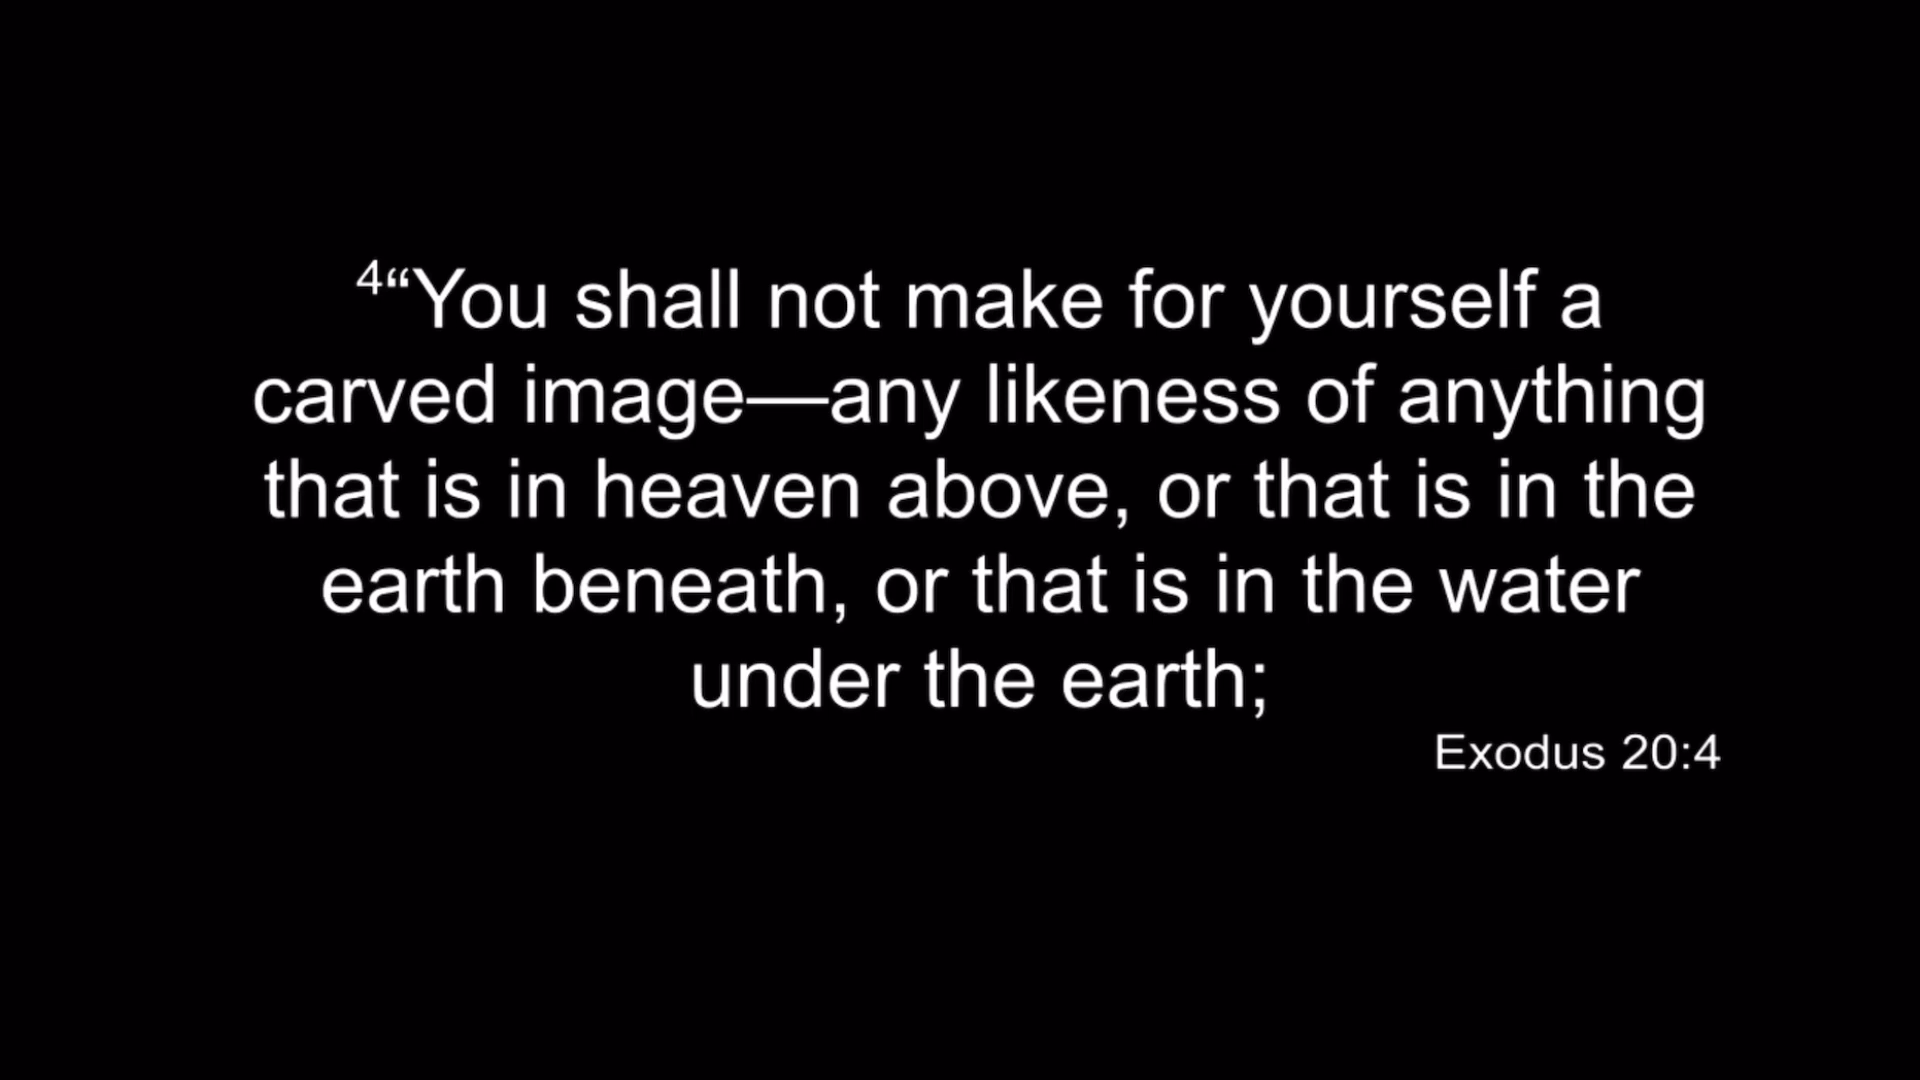 4“You shall not make for yourself a
carved image—any likeness of anything
that is in heaven above, or that is in the
earth beneath, or that is in the water
under the earth;
Exodus 20:4